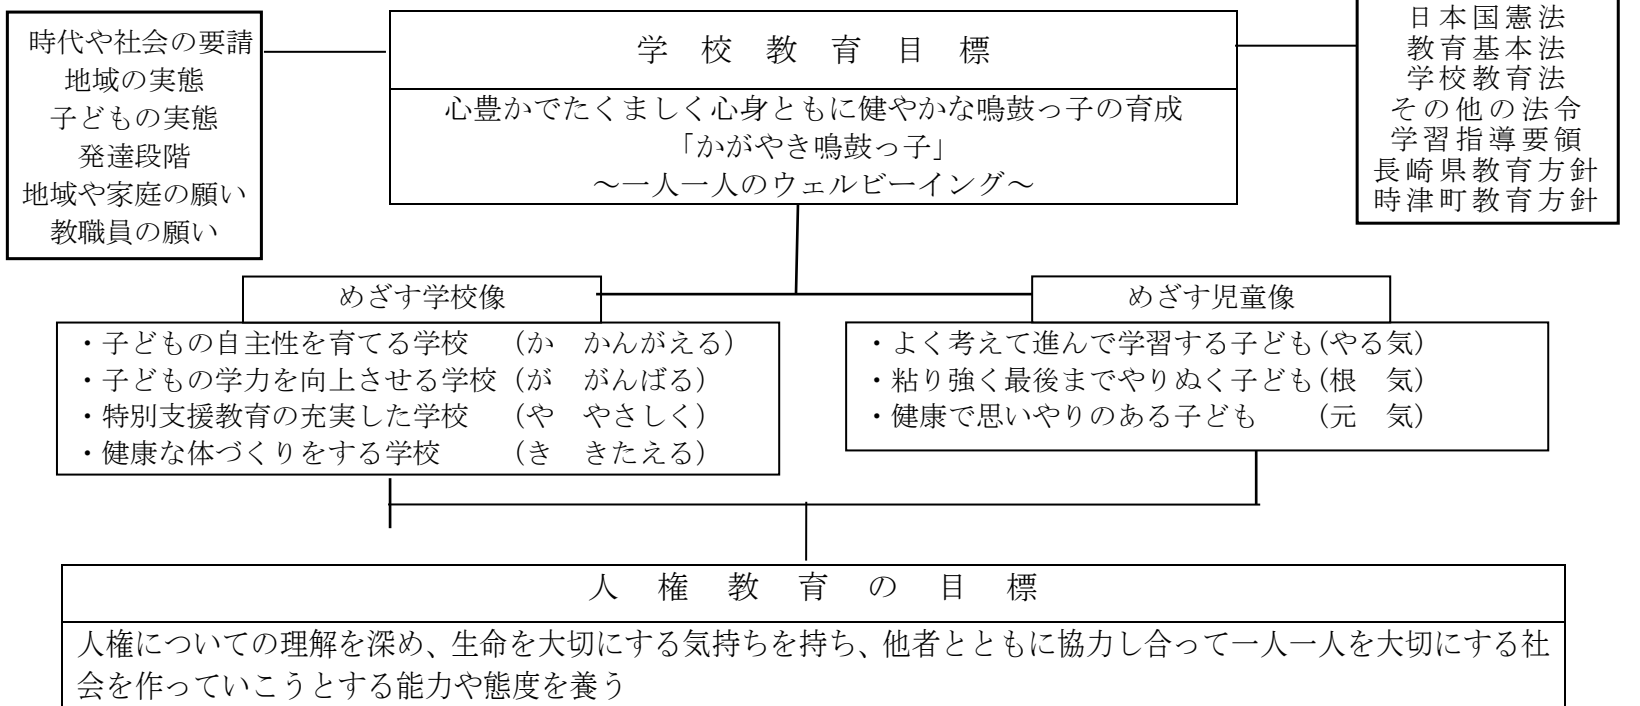 時代や社会の要請
地域の実態
子どもの実態
発達段階
地域や家庭の願い
教職員の願い
学 校 教 育 目 標
心豊かでたくましく心身ともに健やかな鳴鼓っ子の育成
「かがやき鳴鼓っ子」
～一人一人のウェルビーイング～
日本国憲法
教育基本法
学校教育法
その他の法令
学習指導要領
長崎県教育方針
時津町教育方針
めざす学校像
・子どもの自主性を育てる学校 (か かんがえる)
・子どもの学力を向上させる学校 (が がんばる)
・特別支援教育の充実した学校 (や やさしく)
・健康な体づくりをする学校 (き きたえる)
めざす児童像
・よく考えて進んで学習する子ども(やる気)
・粘り強く最後までやりぬく子ども(根 気)
・健康で思いやりのある子ども (元 気)
人 権 教 育 の 目 標
人権についての理解を深め、生命を大切にする気持ちを持ち、他者とともに協力し合って一人一人を大切にする社
会を作っていこうとする能力や態度を養う